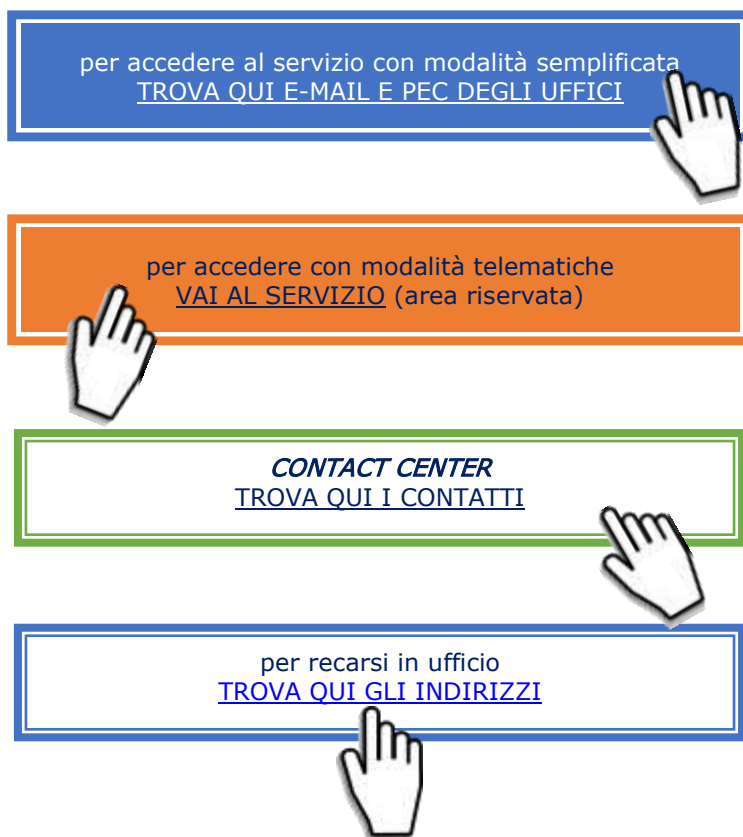 per accedere al servizio con modalità semplificata
TROVA QUI E-MAIL E PEC DEGLI UFFICI
per accedere con modalità telematiche
VAI AL SERVIZIO (area riservata)
CONTACT CENTER
TROVA QUI I CONTATTI
per recarsi in ufficio
TROVA QUI GLI INDIRIZZI